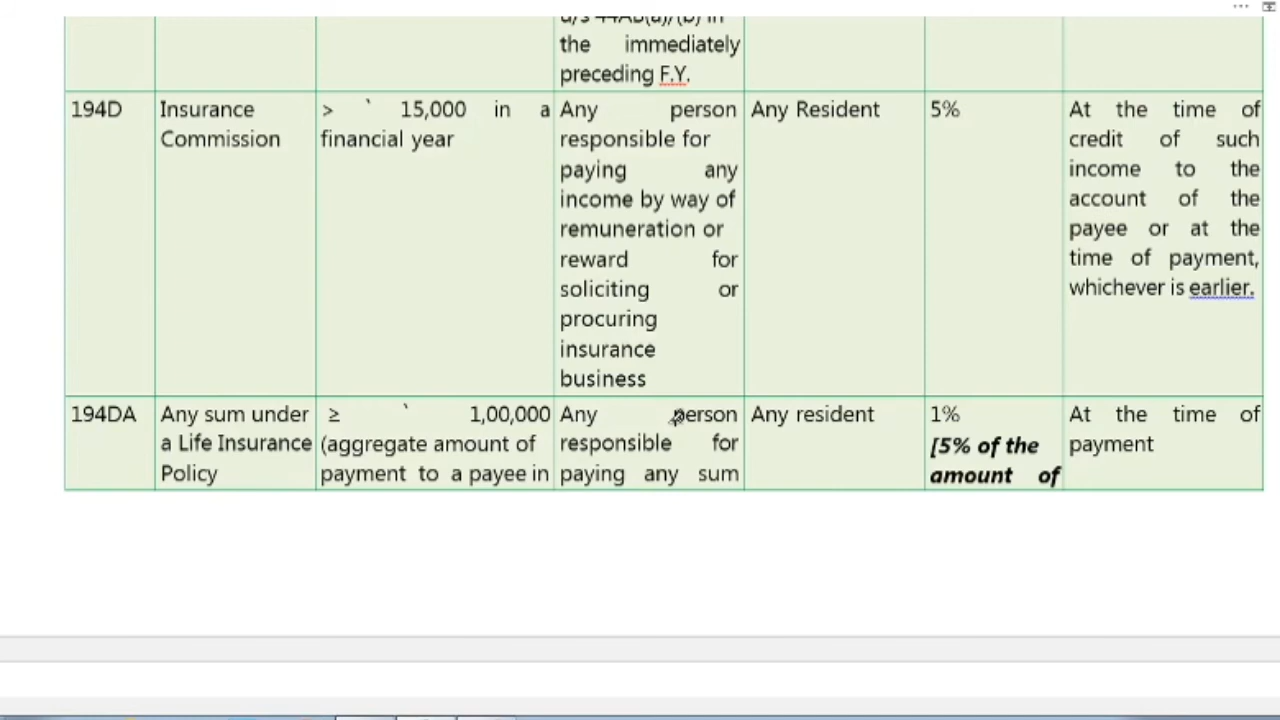 u/s 44AB(a)/(b) in
the immediately
preceding F.Y.
194D
Insurance
Commission
> ` 15,000 in a
financial year
Any person
responsible for
paying any
income by way of
remuneration or
reward for
soliciting or
procuring
insurance
business
Any Resident
5%
At the time of
credit of such
income to the
account of the
payee or at the
time of payment,
whichever is earlier.
194DA
Any sum under
a Life Insurance
Policy
≥ ` 1,00,000
(aggregate amount of
payment to a payee in
Any person
responsible for
paying any sum
Any resident
1%
[5% of the
amount of
At the time of
payment